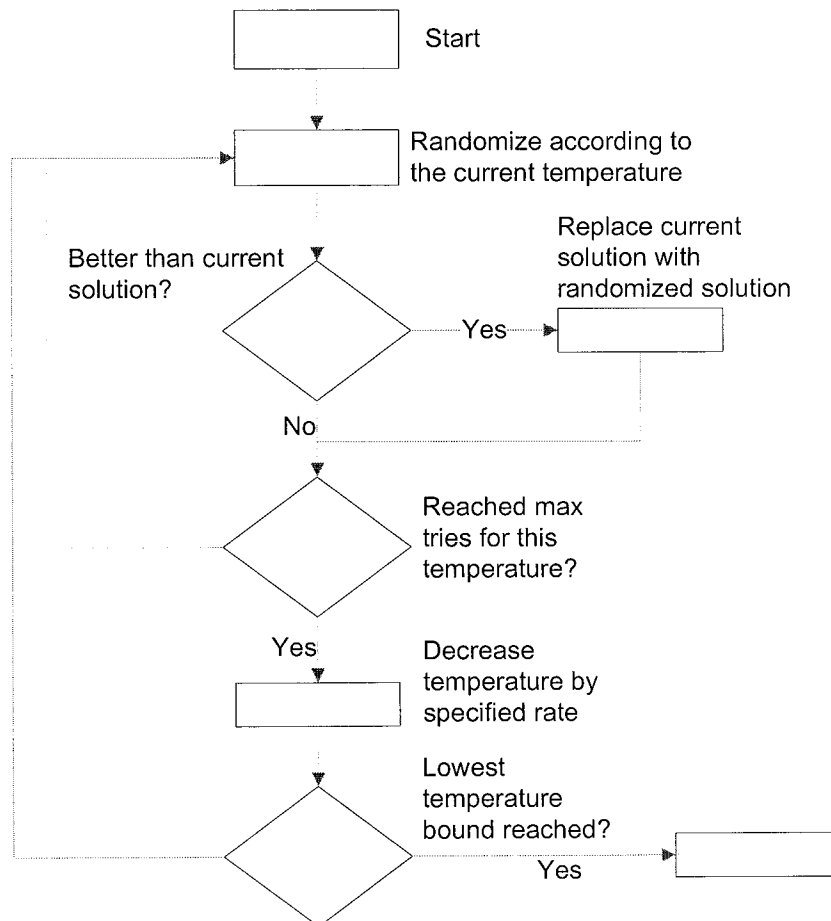 Start
Randomize according to
the current temperature
Better than current
solution?
Replace current
solution with
randomized solution
Yes
No
Reached max
tries for this
temperature?
Yes
Decrease
temperature by
specified rate
Lowest
temperature
bound reached?
Yes